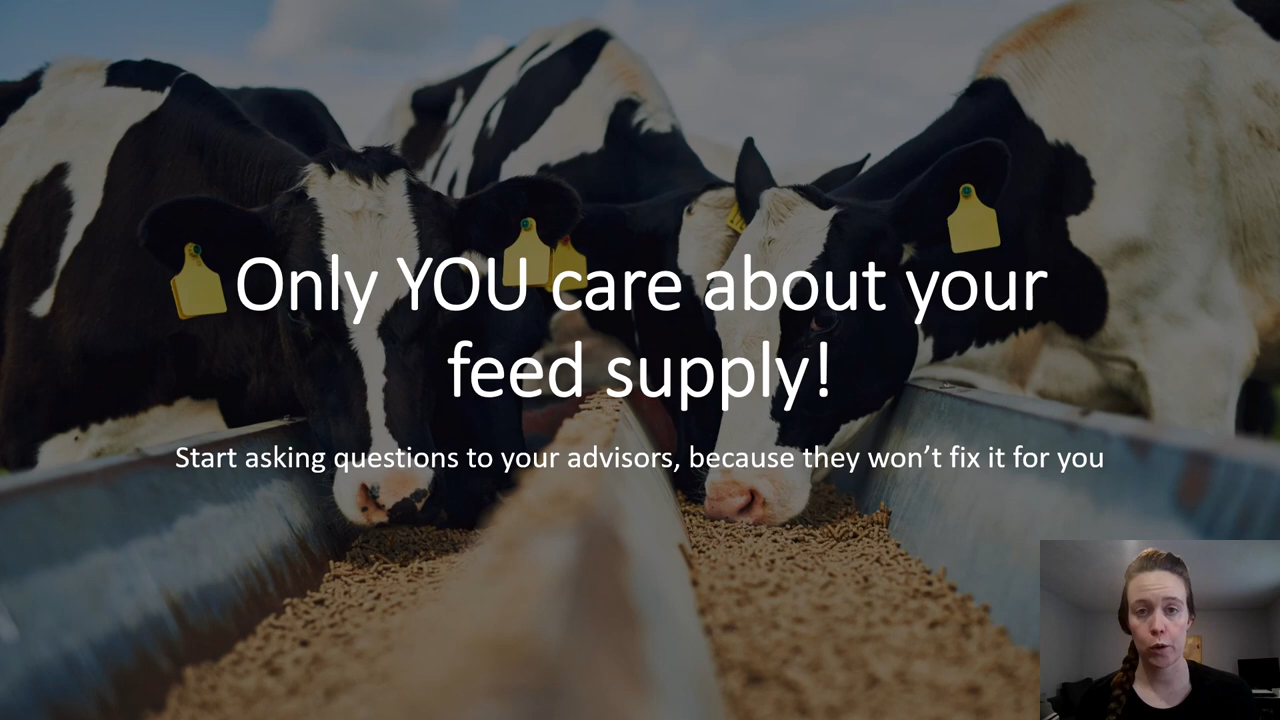 Only YOU care about your
feed supply!
Start asking questions to your advisors, because they won’t fix it for you